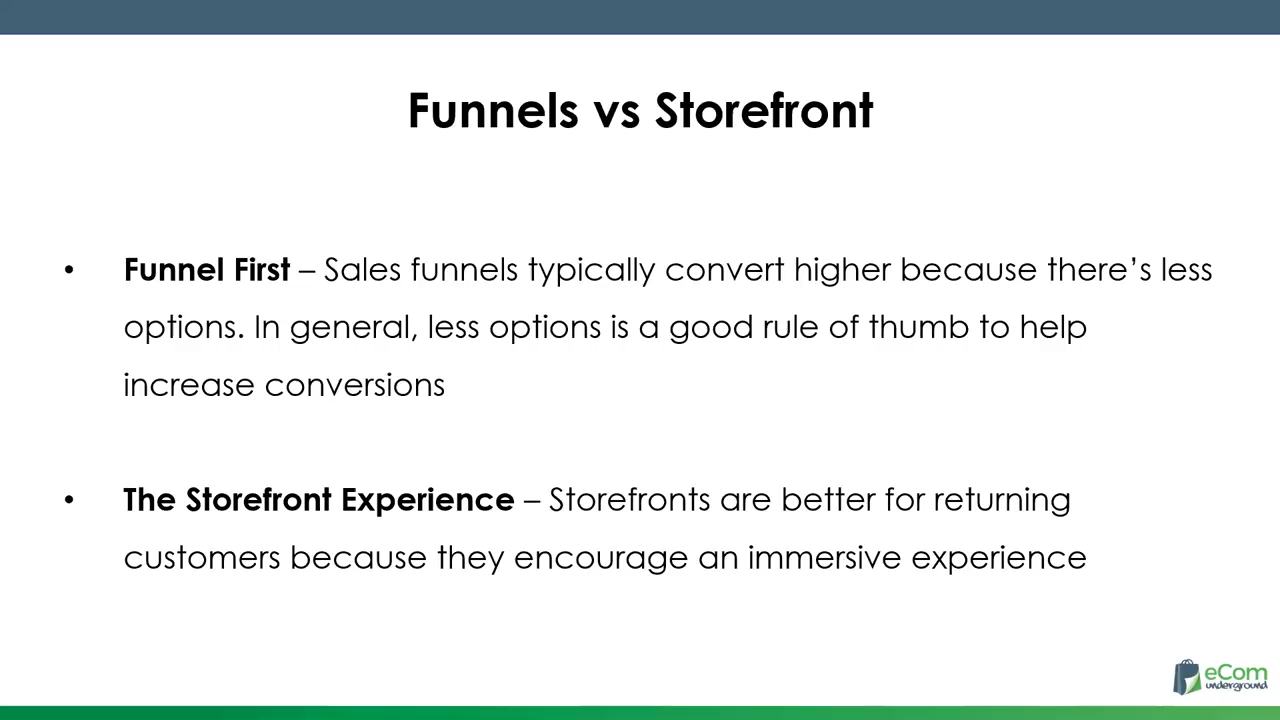 Funnels vs Storefront
• Funnel First – Sales funnels typically convert higher because there’s less
options. In general, less options is a good rule of thumb to help
increase conversions
• The Storefront Experience – Storefronts are better for returning
customers because they encourage an immersive experience
eCom
underground